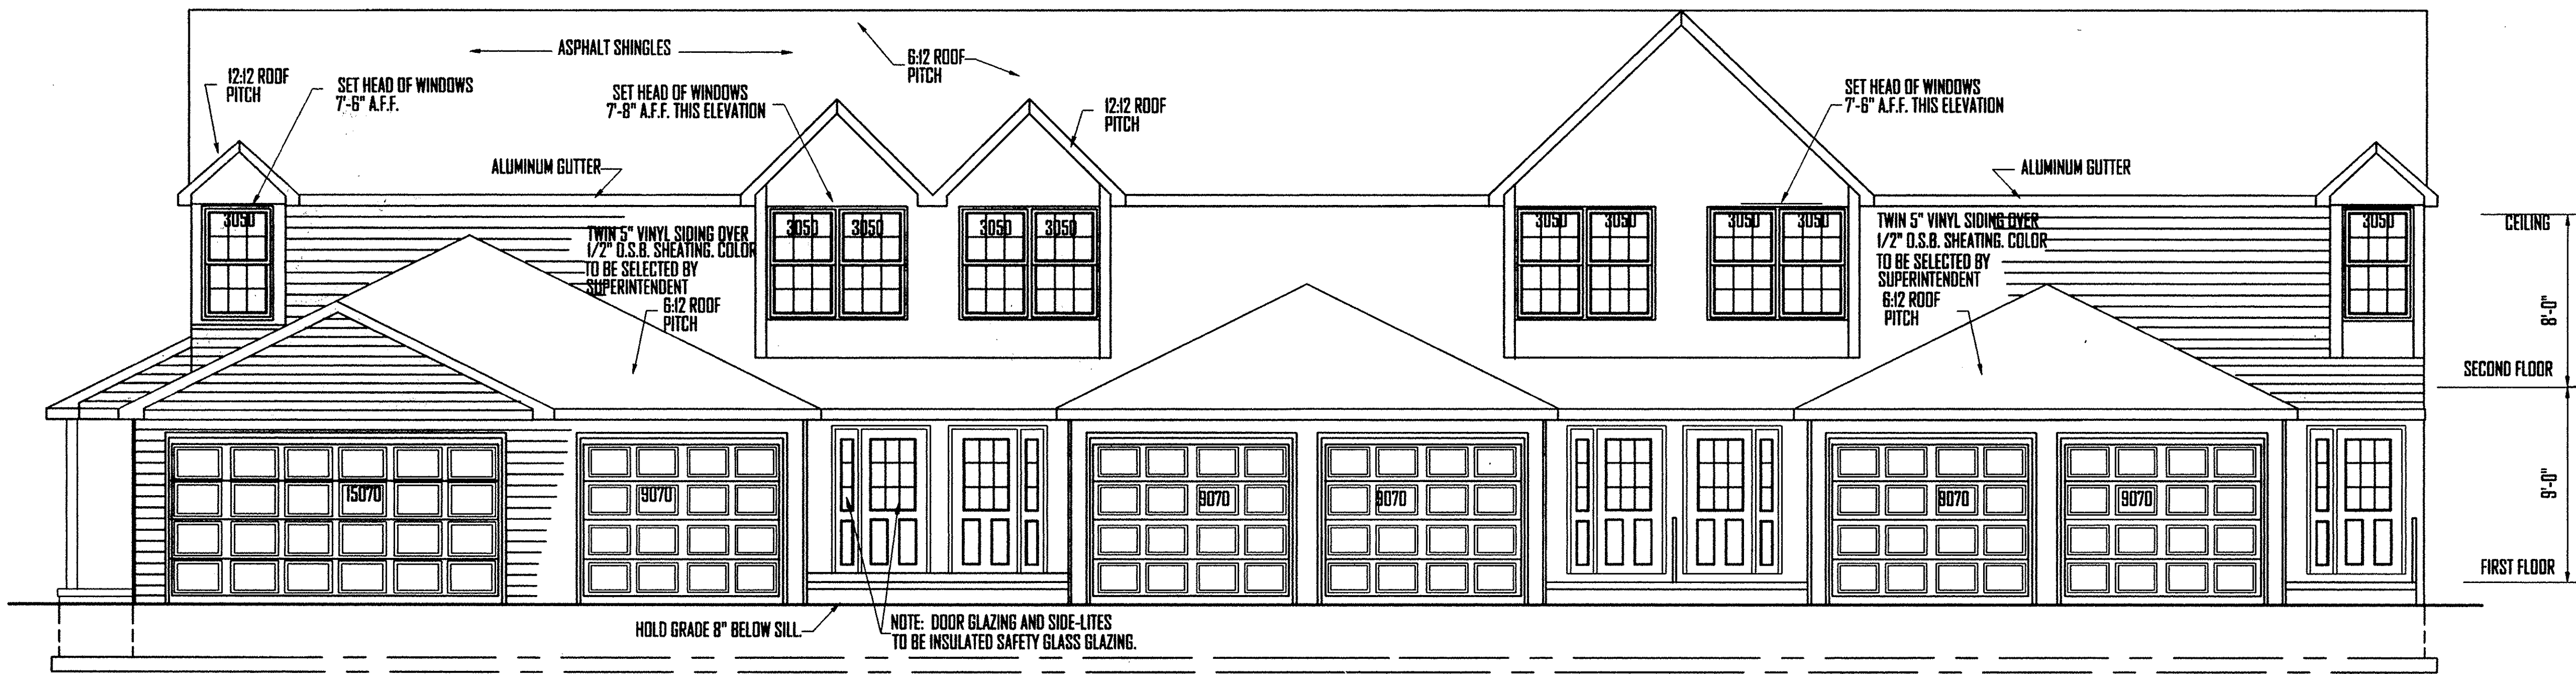 ASPHALT SHINGLES
6:12 ROOF
PITCH
12:12 ROOF
PITCH
SET HEAD OF WINDOWS
7'-6" A.F.F.
SET HEAD OF WINDOWS
7'-8" A.F.F. THIS ELEVATION
12:12 ROOF
PITCH
SET HEAD OF WINDOWS
7'-6" A.F.F. THIS ELEVATION
ALUMINUM GUTTER
ALUMINUM GUTTER
3050
3050
3050
3050
3050
3050
3050
3050
3050
3050
TWIN 5" VINYL SIDING OVER
1/2" O.S.B. SHEATING. COLOR
TO BE SELECTED BY
SUPERINTENDENT
6:12 ROOF
PITCH
TWIN 5" VINYL SIDING OVER
1/2" O.S.B. SHEATING. COLOR
TO BE SELECTED BY
SUPERINTENDENT
6:12 ROOF
PITCH
CEILING
8'-0"
SECOND FLOOR
9'-0"
FIRST FLOOR
15070
9070
9070
9070
9070
9070
HOLD GRADE 8" BELOW SILL.
NOTE: DOOR GLAZING AND SIDE-LITES
TO BE INSULATED SAFETY GLASS GLAZING.